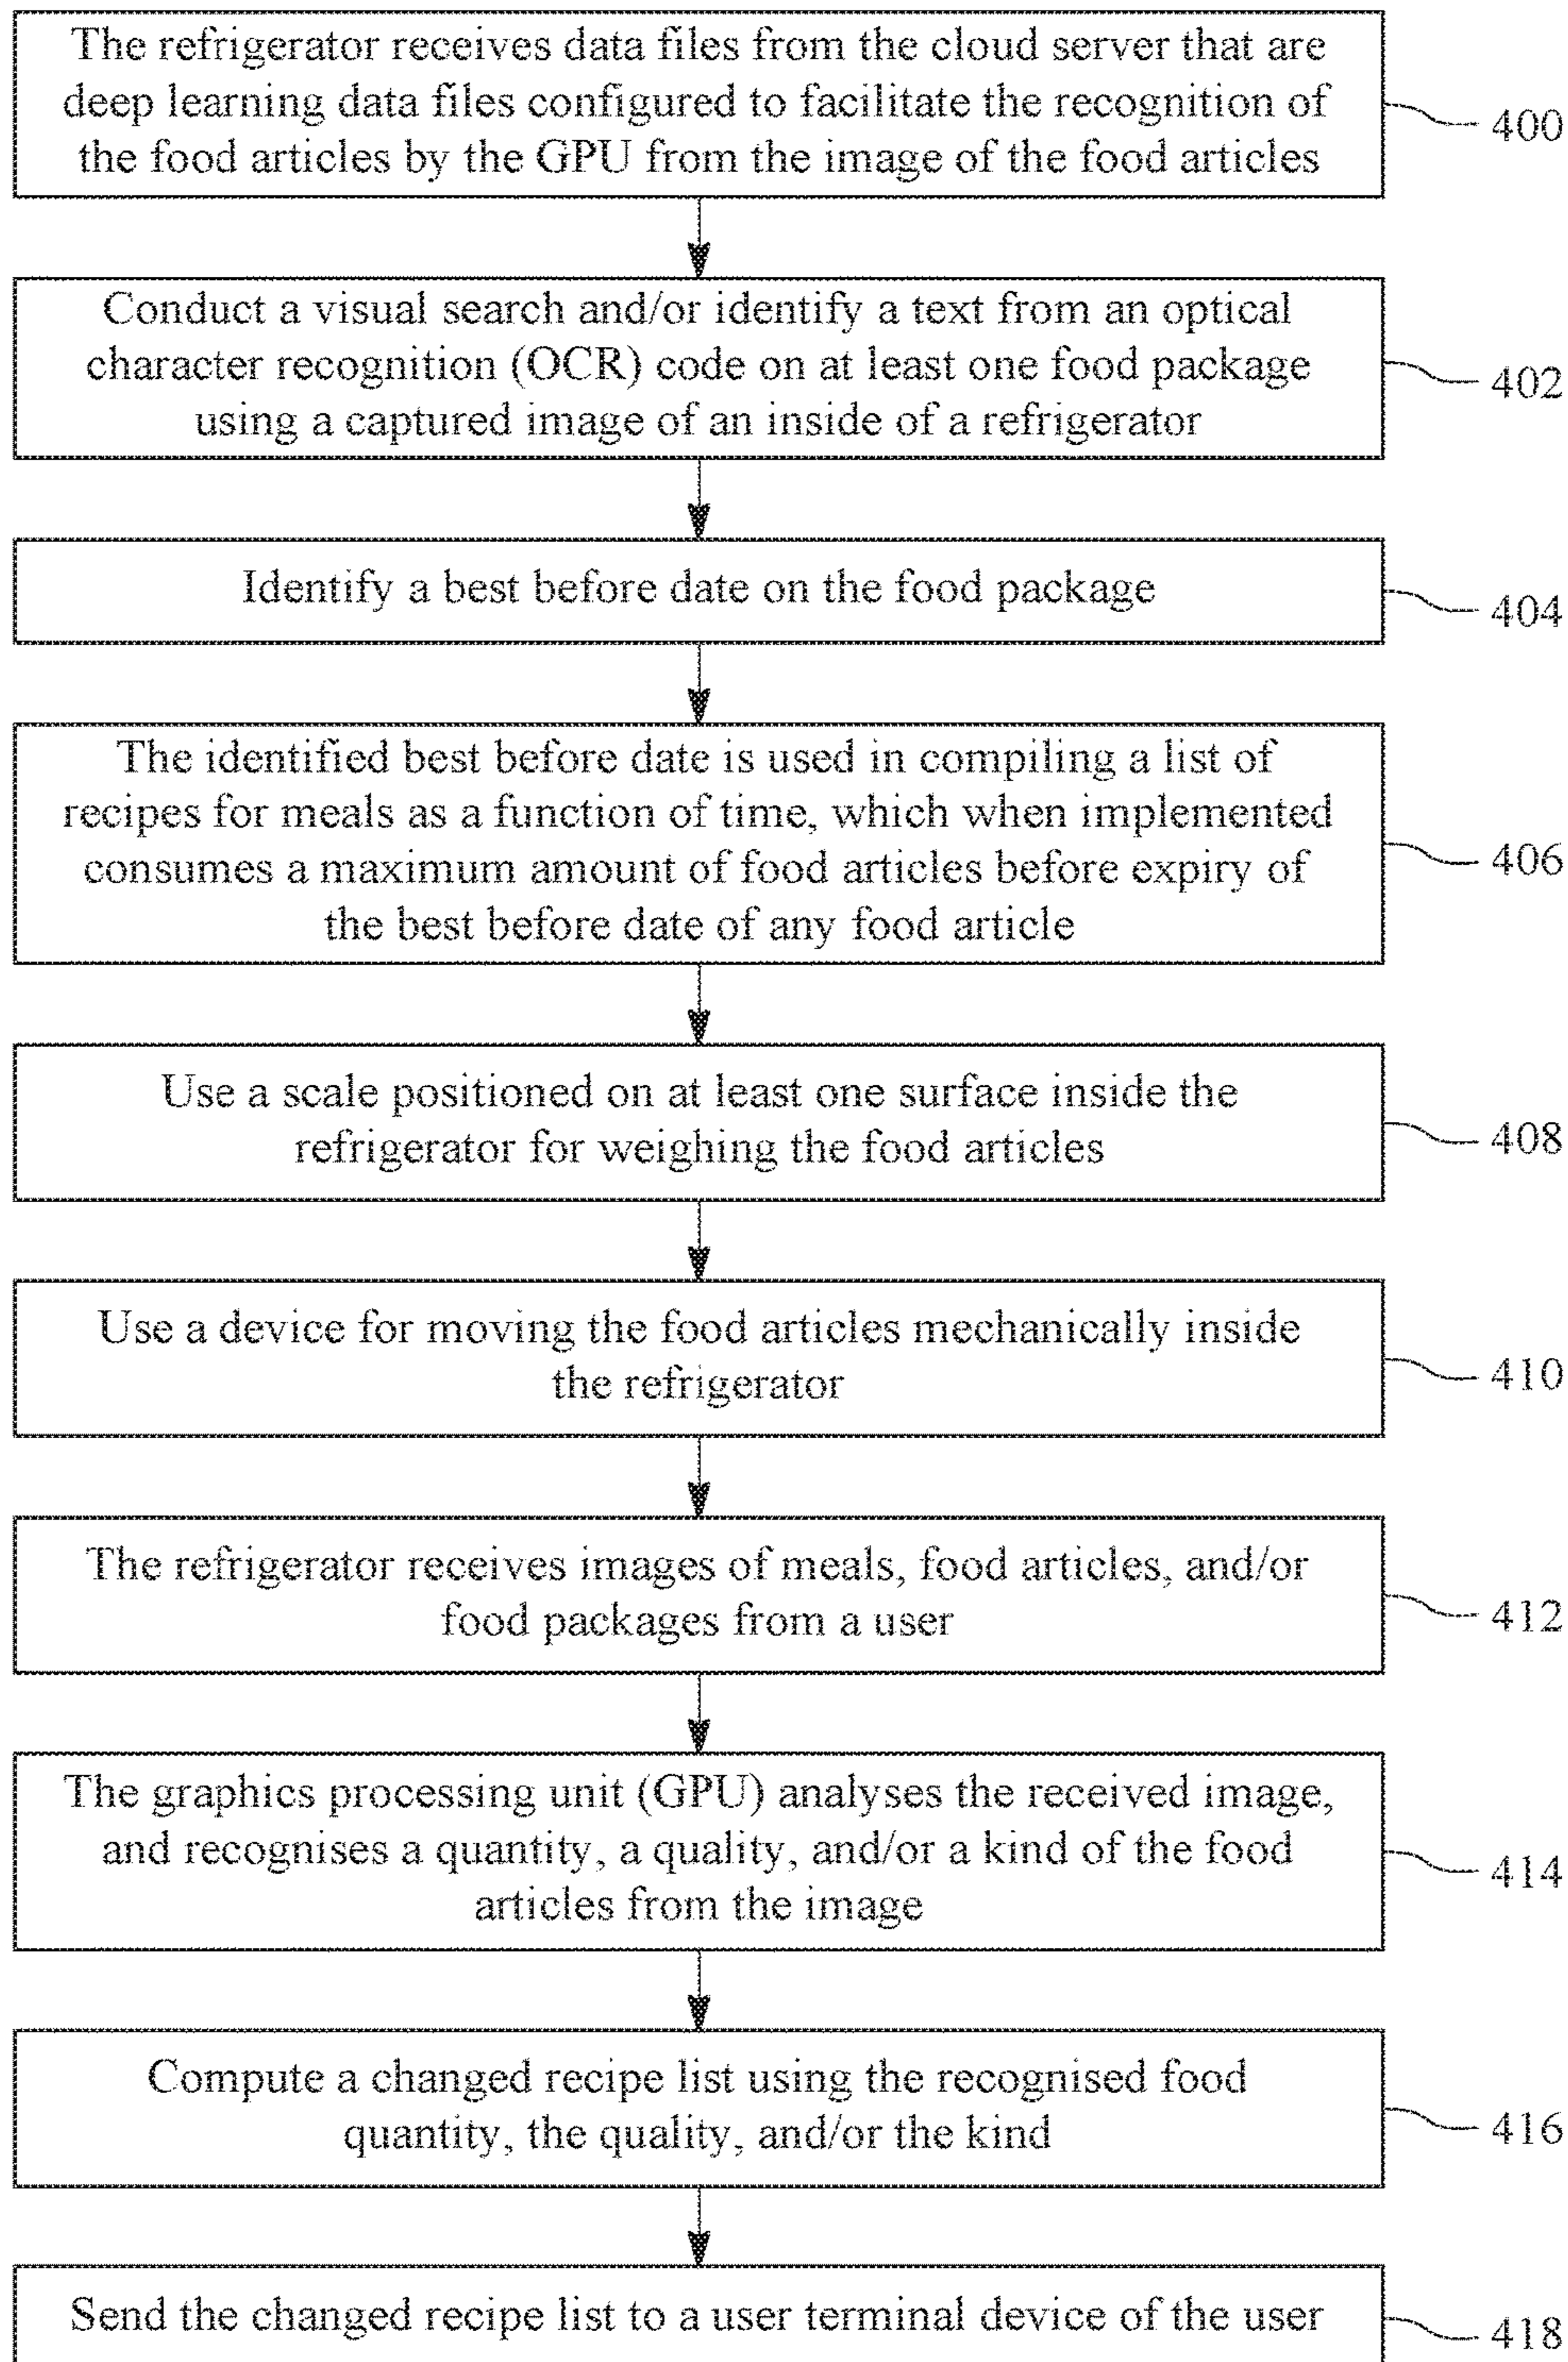 The refrigerator receives data files from the cloud server that are
deep learning data files configured to facilitate the recognition of
the food articles by the GPU from the image of the food articles
400
Conduct a visual search and/or identify a text from an optical
character recognition (OCR) code on at least one food package
using a captured image of an inside of a refrigerator
402
Identify a best before date on the food package
404
The identified best before date is used in compiling a list of
recipes for meals as a function of time, which when implemented
consumes a maximum amount of food articles before expiry of
the best before date of any food article
406
Use a scale positioned on at least one surface inside the
refrigerator for weighing the food articles
408
Use a device for moving the food articles mechanically inside
the refrigerator
410
The refrigerator receives images of meals, food articles, and/or
food packages from a user
412
The graphics processing unit (GPU) analyses the received image,
and recognises a quantity, a quality, and/or a kind of the food
articles from the image
414
Compute a changed recipe list using the recognised food
quantity, the quality, and/or the kind
416
Send the changed recipe list to a user terminal device of the user
418